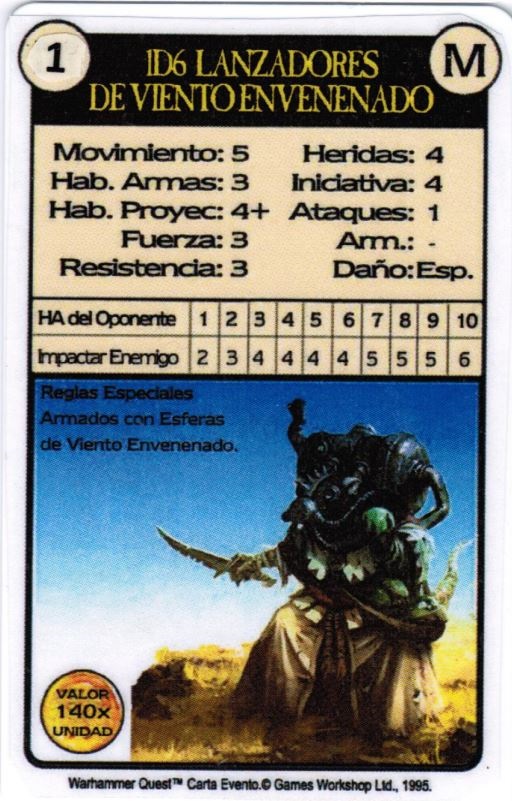 1
M
1D6 LANZADORES
DE VIENTO ENVENENADO
Movimiento: 5 Heridas: 4
Hab. Armas: 3 Iniciativa: 4
Hab. Proyec: 4+ Ataques: 1
Fuerza: 3 Arm.: -
Resistencia: 3 Daño: Esp.
HA del Oponente 1 2 3 4 5 6 7 8 9 10
Impactar Enemigo 2 3 4 4 4 4 5 5 5 6
Reglas Especiales
Armados con Esferas
de Viento Envenenado.
VALOR
140x
UNIDAD
Warhammer Quest™ Carta Evento.© Games Workshop Ltd., 1995.